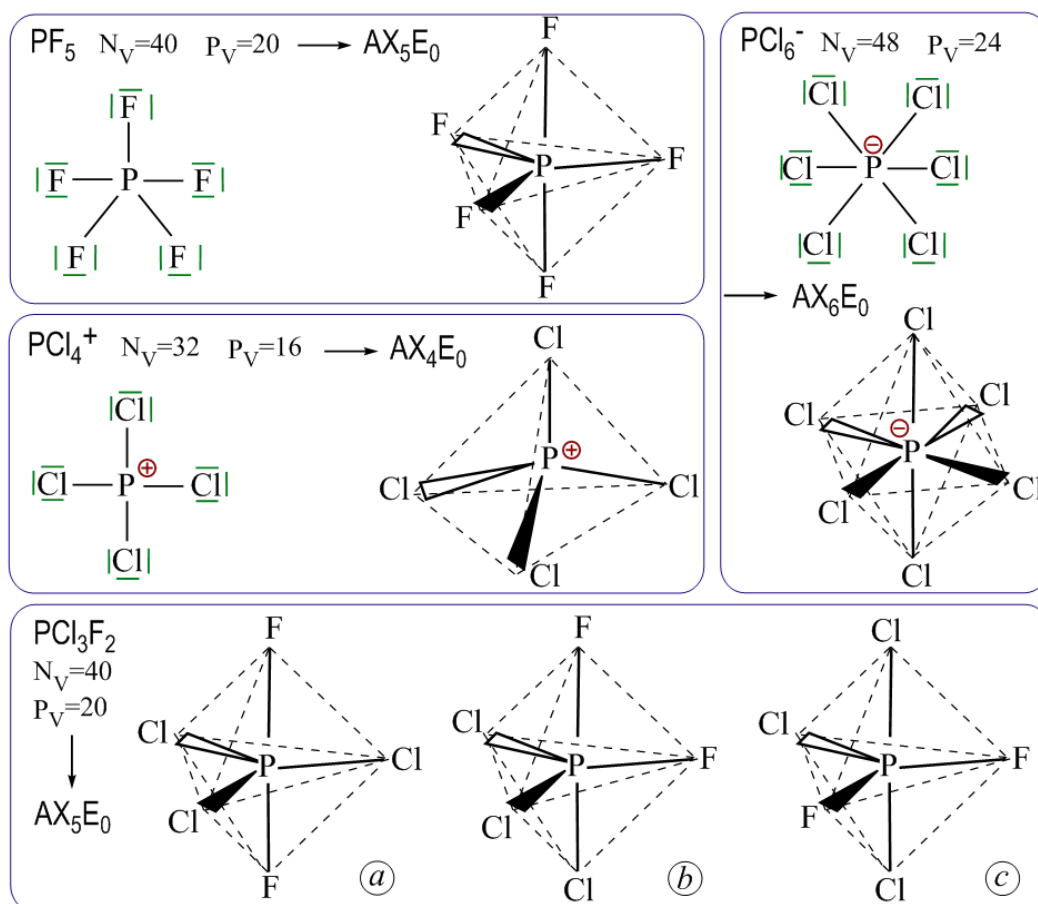 PF5 NV=40 PV=20 → AX5E0
|F|
|F P F|
|F| |F|
F
F
P
F
F
F
PCl6- NV=48 PV=24
|Cl| |Cl|
⊖
|Cl P Cl|
|Cl| |Cl|
→ AX6E0
Cl
Cl
Cl
⊖
P
Cl
Cl
Cl
PCl4+ NV=32 PV=16 → AX4E0
|Cl|
⊕
|Cl P Cl|
|Cl|
Cl
P ⊕
Cl Cl
Cl
PCl3F2
NV=40
PV=20
AX5E0
F
Cl
P
Cl
Cl
F
a
F
Cl
P
F
Cl
Cl
b
Cl
Cl
P
F
F
Cl
c